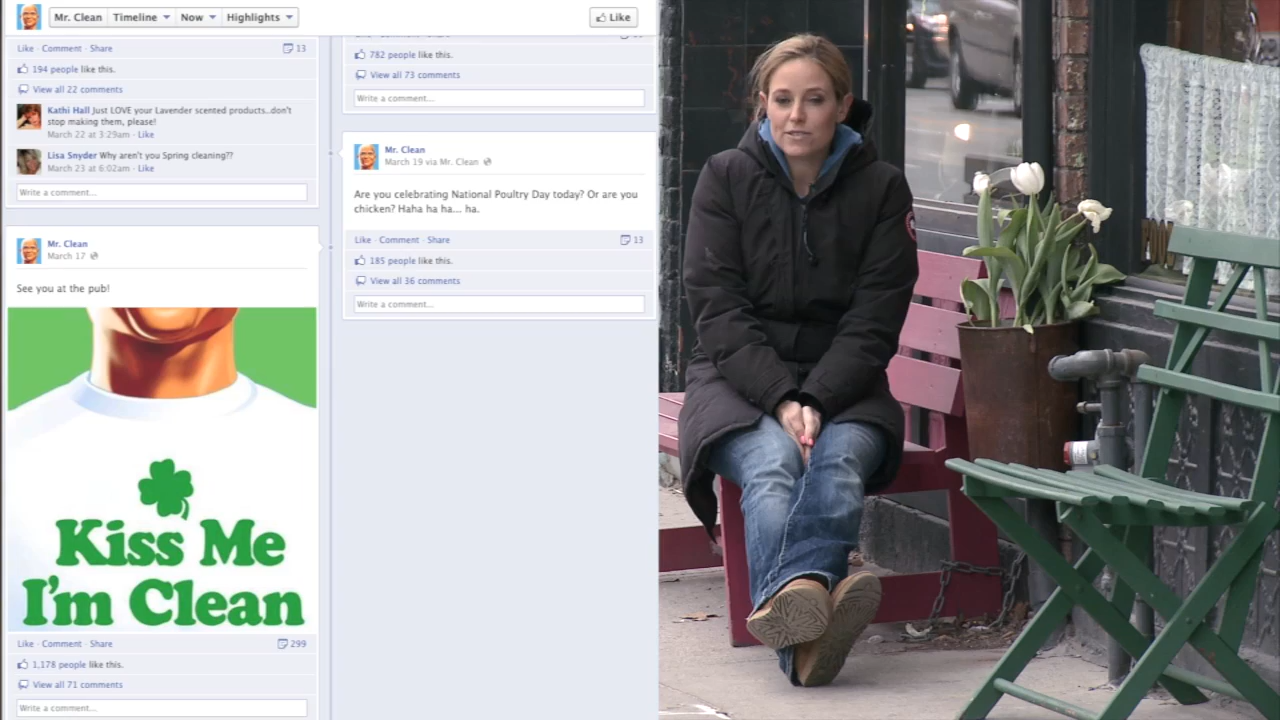 Mr. Clean Timeline Now Highlights Like
Like · Comment · Share 13
194 people like this.
View all 22 comments
Kathi Hall Just LOVE your Lavender scented products..don't
stop making them, please!
March 22 at 3:29am · Like
Lisa Snyder Why aren't you Spring cleaning??
March 23 at 6:02am · Like
Write a comment...
Mr. Clean
March 17
See you at the pub!
Kiss Me
I'm Clean
Like · Comment · Share 299
1,178 people like this.
View all 71 comments
Write a comment...
782 people like this.
View all 73 comments
Write a comment...
Mr. Clean
March 19 via Mr. Clean
Are you celebrating National Poultry Day today? Or are you
chicken? Haha ha ha... ha.
Like · Comment · Share 13
185 people like this.
View all 36 comments
Write a comment...